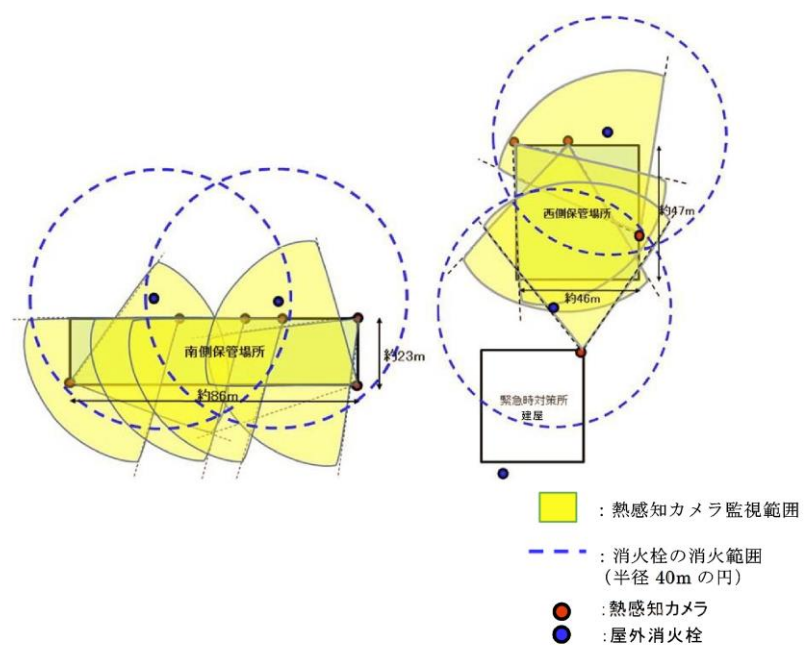 西側保管場所
約47m
約46m
南側保管場所
約23m
約86m
緊急時対策所
建屋
：熱感知カメラ監視範囲
：消火栓の消火範囲
（半径 40m の円）
：熱感知カメラ
：屋外消火栓